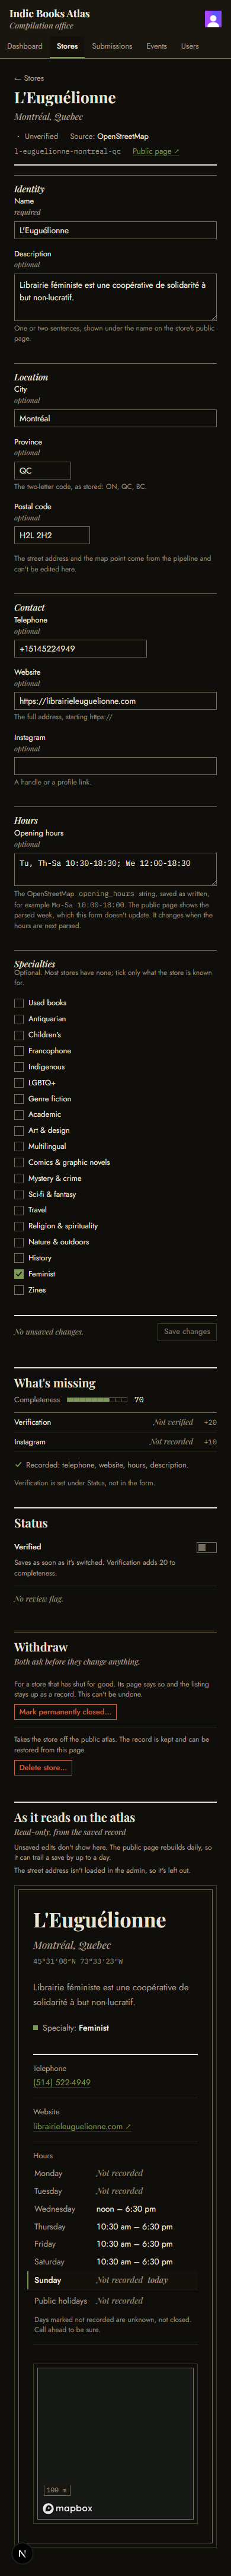 Indie Books Atlas
Compilation office
Dashboard Stores Submissions Events Users
← Stores
L'Euguélionne
Montréal, Quebec
· Unverified Source: OpenStreetMap
l-euguelionne-montreal-qc Public page ↗
Identity
Name
required
L'Euguélionne
Description
optional
Librairie féministe est une coopérative de solidarité à
but non-lucratif.
One or two sentences, shown under the name on the store's public
page.
Location
City
optional
Montréal
Province
optional
QC
The two-letter code, as stored: ON, QC, BC.
Postal code
optional
H2L 2H2
The street address and the map point come from the pipeline and
can't be edited here.
Contact
Telephone
optional
+15145224949
Website
optional
https://librairieleuguelionne.com
The full address, starting https://
Instagram
optional
A handle or a profile link.
Hours
Opening hours
optional
Tu, Th-Sa 10:30-18:30; We 12:00-18:30
The OpenStreetMap opening_hours string, saved as written,
for example Mo-Sa 10:00-18:00. The public page shows the
parsed week, which this form doesn't update. It changes when the
hours are next parsed.
Specialties
Optional. Most stores have none; tick only what the store is known
for.
Used books
Antiquarian
Children's
Francophone
Indigenous
LGBTQ+
Genre fiction
Academic
Art & design
Multilingual
Comics & graphic novels
Mystery & crime
Sci-fi & fantasy
Travel
Religion & spirituality
Nature & outdoors
History
Feminist
Zines
No unsaved changes. Save changes
What's missing
Completeness 70
Verification Not verified +20
Instagram Not recorded +10
✓ Recorded: telephone, website, hours, description.
Verification is set under Status, not in the form.
Status
Verified
Saves as soon as it's switched. Verification adds 20 to
completeness.
No review flag.
Withdraw
Both ask before they change anything.
For a store that has shut for good. Its page says so and the listing
stays up as a record. This can't be undone.
Mark permanently closed…
Takes the store off the public atlas. The record is kept and can be
restored from this page.
Delete store…
As it reads on the atlas
Read-only, from the saved record
Unsaved edits don't show here. The public page rebuilds daily, so
it can trail a save by up to a day.
The street address isn't loaded in the admin, so it's left out.
L'Euguélionne
Montréal, Quebec
45°31′08″N 73°33′23″W
Librairie féministe est une coopérative de
solidarité à but non-lucratif.
Specialty: Feminist
Telephone
(514) 522-4949
Website
librairieleuguelionne.com ↗
Hours
Monday Not recorded
Tuesday Not recorded
Wednesday noon – 6:30 pm
Thursday 10:30 am – 6:30 pm
Friday 10:30 am – 6:30 pm
Saturday 10:30 am – 6:30 pm
Sunday Not recorded today
Public holidays Not recorded
Days marked not recorded are unknown, not closed.
Call ahead to be sure.
100 m
mapbox
N